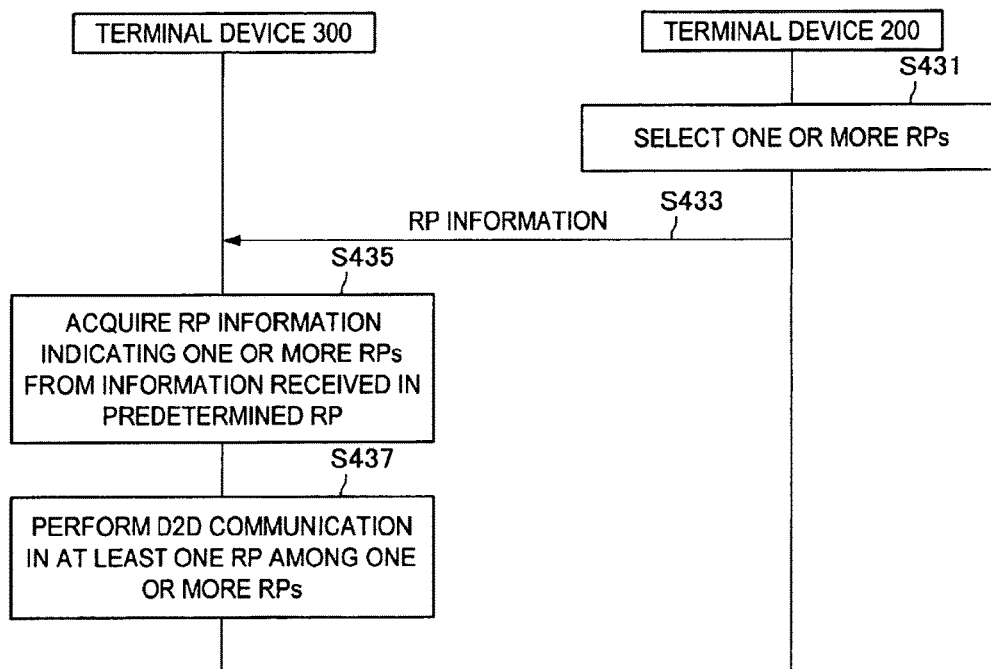 TERMINAL DEVICE 300
TERMINAL DEVICE 200
S431
SELECT ONE OR MORE RPs
S433
RP INFORMATION
S435
ACQUIRE RP INFORMATION
INDICATING ONE OR MORE RPs
FROM INFORMATION RECEIVED IN
PREDETERMINED RP
S437
PERFORM D2D COMMUNICATION
IN AT LEAST ONE RP AMONG ONE
OR MORE RPs